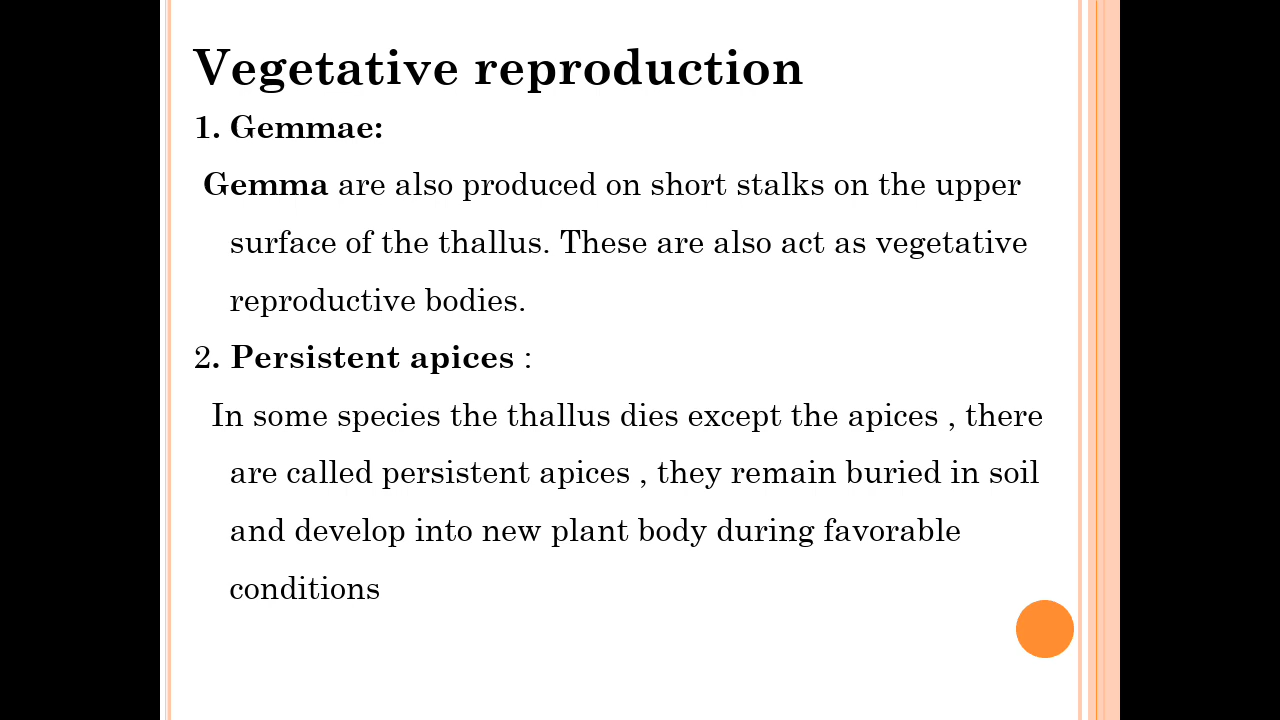 Vegetative reproduction
1. Gemmae:
Gemma are also produced on short stalks on the upper
surface of the thallus. These are also act as vegetative
reproductive bodies.
2. Persistent apices :
In some species the thallus dies except the apices , there
are called persistent apices , they remain buried in soil
and develop into new plant body during favorable
conditions